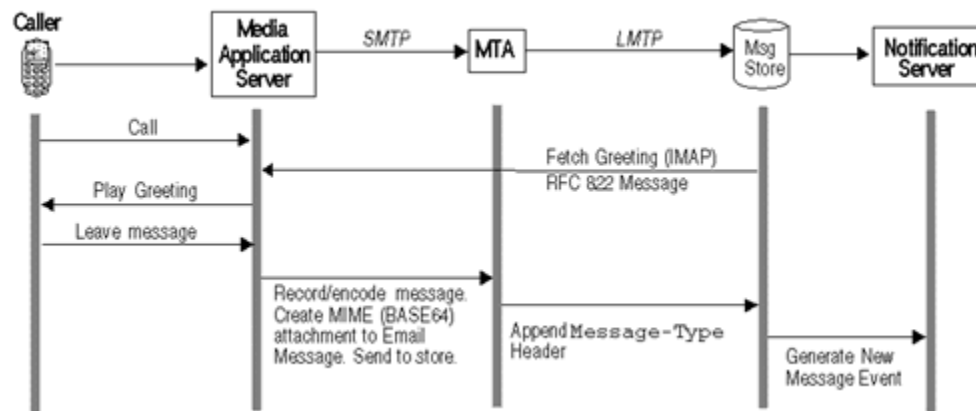 Caller
Media
Application
Server
SMTP
MTA
LMTP
Msg
Store
Notification
Server
Call
Fetch Greeting (IMAP)
RFC 822 Message
Play Greeting
Leave message
Record/encode message.
Create MIME (BASE64)
attachment to Email
Message. Send to store.
Append Message-Type
Header
Generate New
Message Event